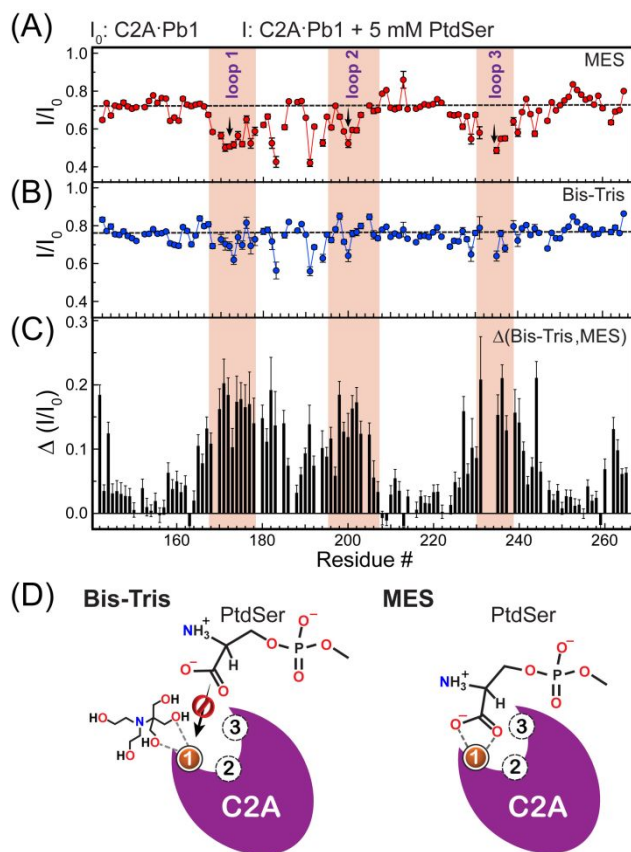 (A) I₀: C2A·Pb1 I: C2A·Pb1 + 5 mM PtdSer
MES
loop 1
loop 2
loop 3
I/I₀
1.0
0.8
0.6
0.4
(B)
Bis-Tris
I/I₀
1.0
0.8
0.6
0.4
(C)
Δ(Bis-Tris,MES)
Δ (I/I₀)
0.3
0.2
0.1
0.0
160 180 200 220 240 260
Residue #
(D) Bis-Tris MES
PtdSer
NH₃⁺
H
O⁻
O
O
P
O⁻
O
O⁻
O
HO
OH
N
OH
HO
OH
1
2
3
C2A
PtdSer
NH₃⁺
H
O⁻
O
O
P
O⁻
O
O⁻
O
1
2
3
C2A